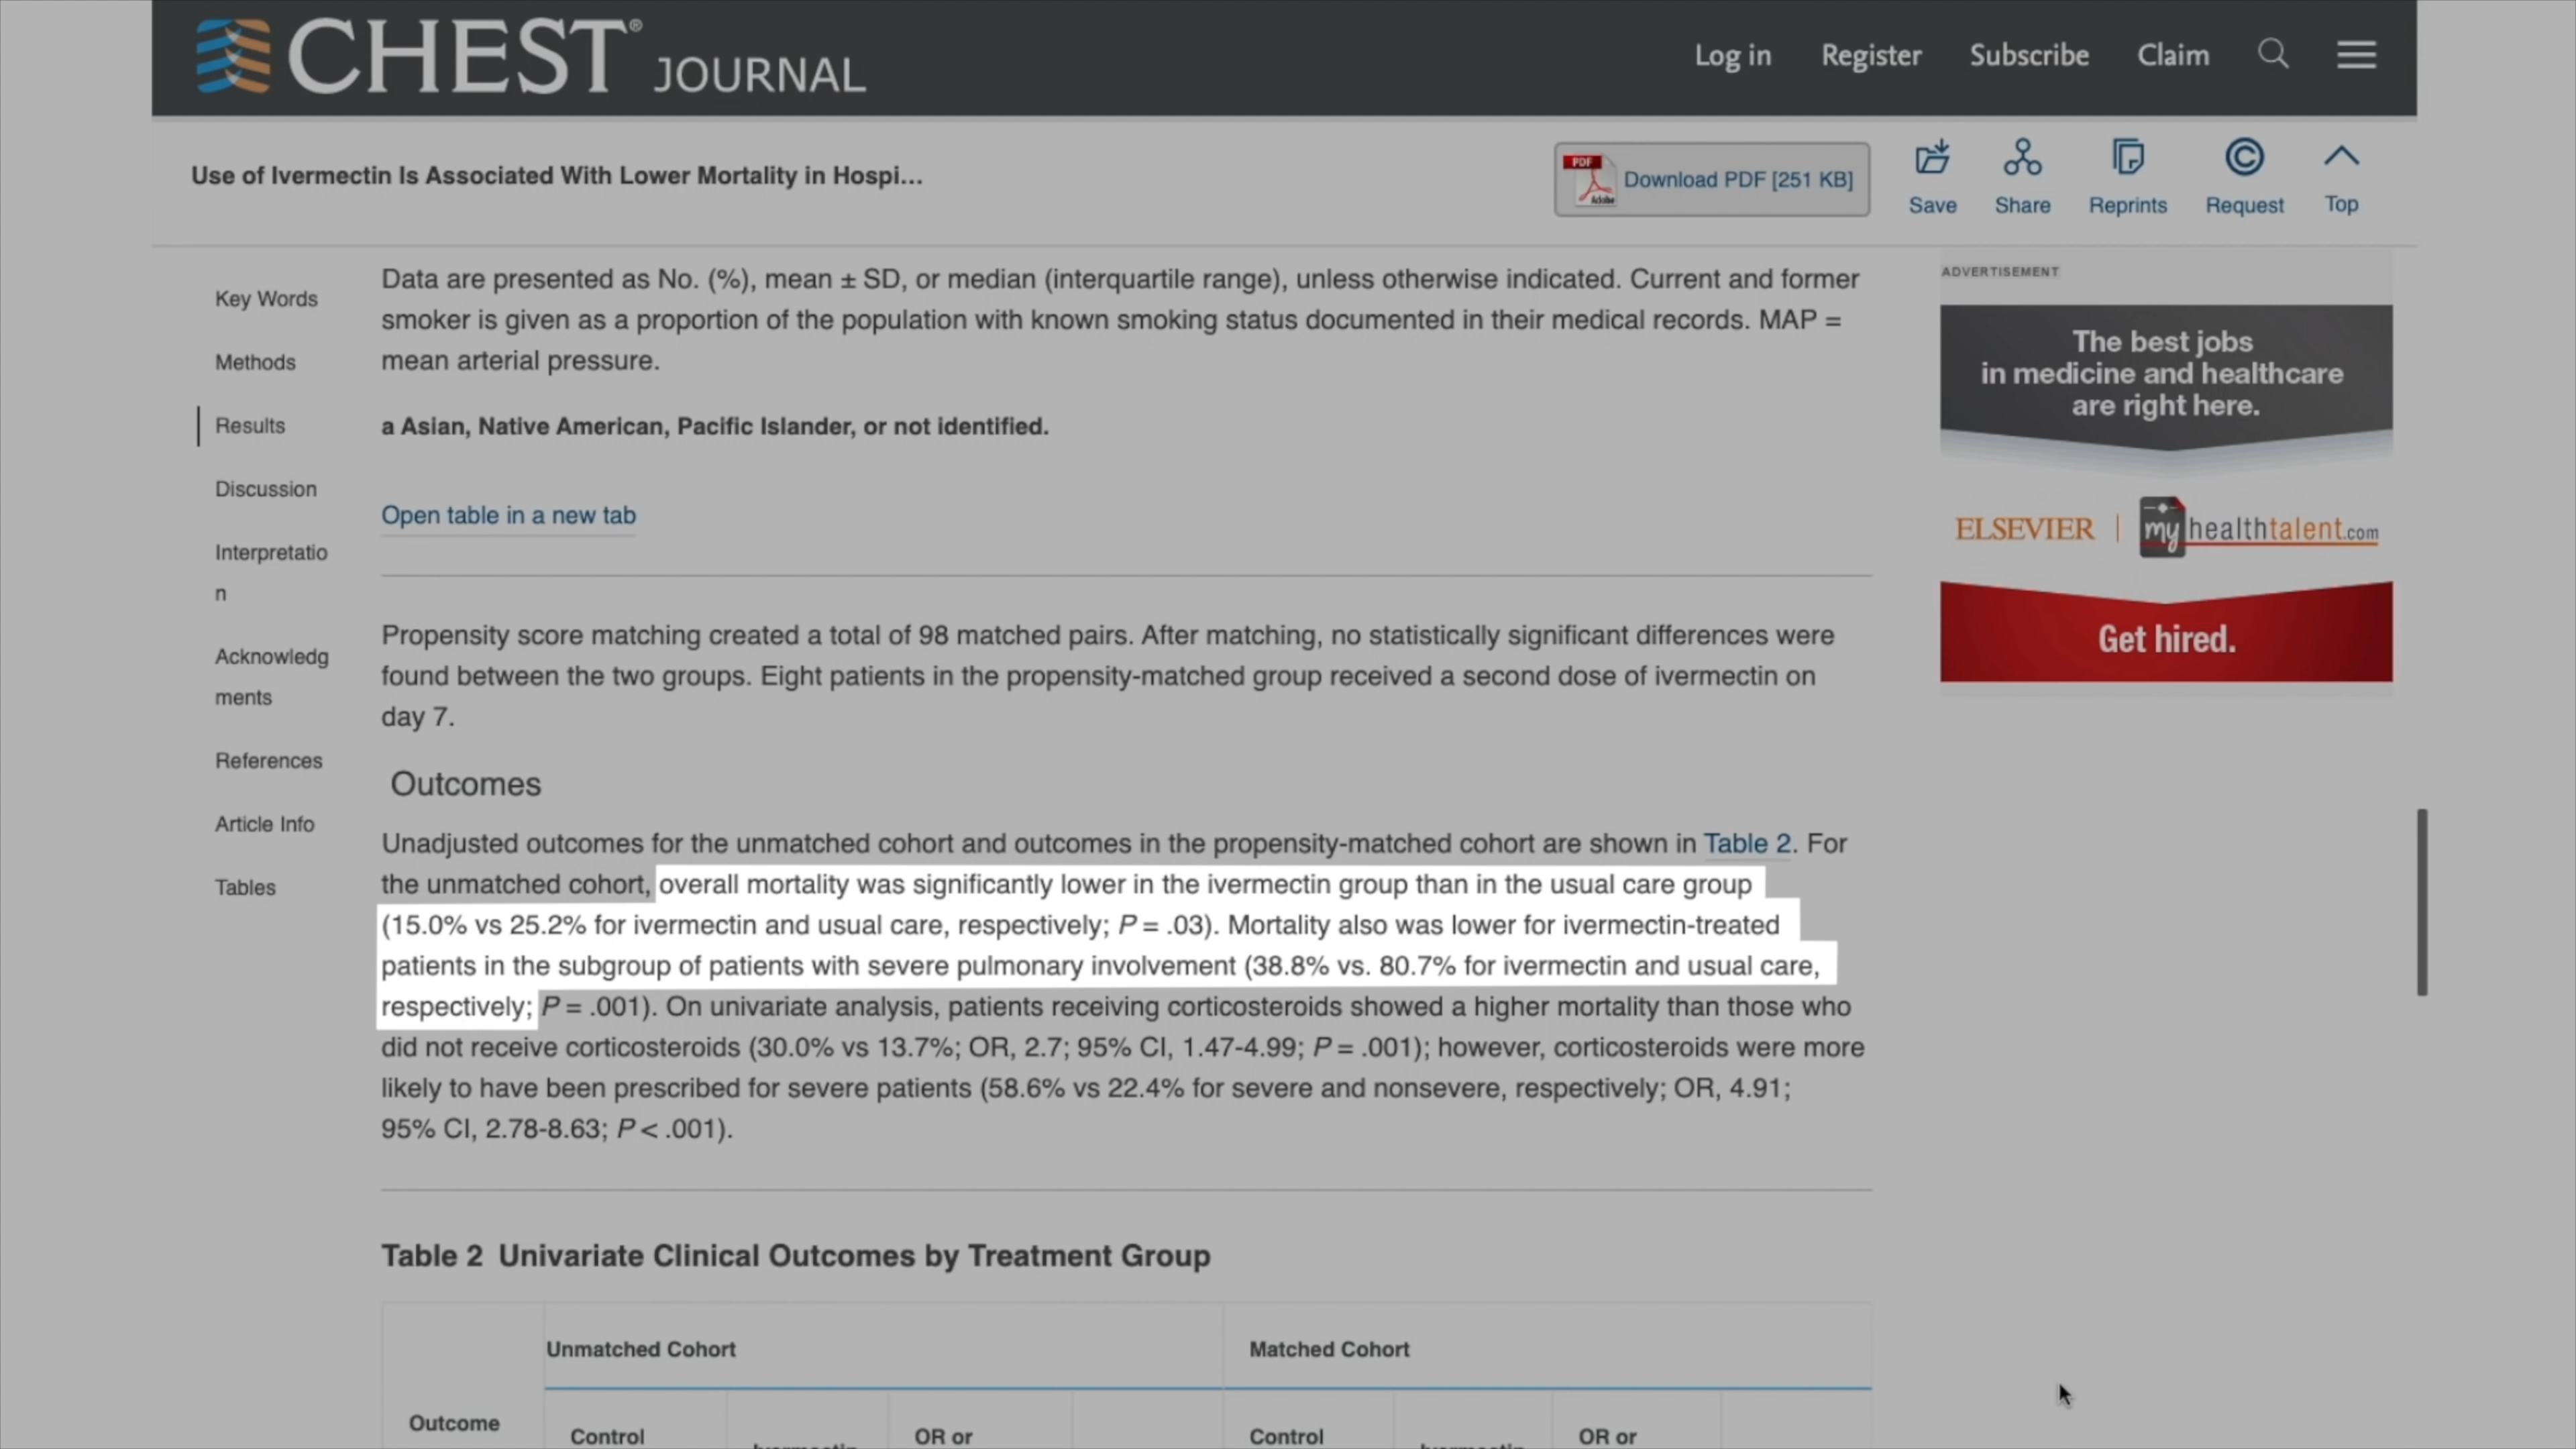 CHEST® JOURNAL
Log in
Register
Subscribe
Claim
Use of Ivermectin Is Associated With Lower Mortality in Hospi...
PDF
Adobe
Download PDF [251 KB]
Save
Share
Reprints
Request
Top
Key Words
Methods
Results
Discussion
Interpretatio
n
Acknowledg
ments
References
Article Info
Tables
Data are presented as No. (%), mean ± SD, or median (interquartile range), unless otherwise indicated. Current and former
smoker is given as a proportion of the population with known smoking status documented in their medical records. MAP =
mean arterial pressure.
a Asian, Native American, Pacific Islander, or not identified.
Open table in a new tab
Propensity score matching created a total of 98 matched pairs. After matching, no statistically significant differences were
found between the two groups. Eight patients in the propensity-matched group received a second dose of ivermectin on
day 7.
Outcomes
Unadjusted outcomes for the unmatched cohort and outcomes in the propensity-matched cohort are shown in Table 2. For
the unmatched cohort, overall mortality was significantly lower in the ivermectin group than in the usual care group
(15.0% vs 25.2% for ivermectin and usual care, respectively; P = .03). Mortality also was lower for ivermectin-treated
patients in the subgroup of patients with severe pulmonary involvement (38.8% vs. 80.7% for ivermectin and usual care,
respectively; P = .001). On univariate analysis, patients receiving corticosteroids showed a higher mortality than those who
did not receive corticosteroids (30.0% vs 13.7%; OR, 2.7; 95% CI, 1.47-4.99; P = .001); however, corticosteroids were more
likely to have been prescribed for severe patients (58.6% vs 22.4% for severe and nonsevere, respectively; OR, 4.91;
95% CI, 2.78-8.63; P < .001).
Table 2 Univariate Clinical Outcomes by Treatment Group
Unmatched Cohort
Matched Cohort
Outcome
Control
OR or
Control
OR or
ADVERTISEMENT
The best jobs
in medicine and healthcare
are right here.
ELSEVIER | myhealthtalent.com
Get hired.